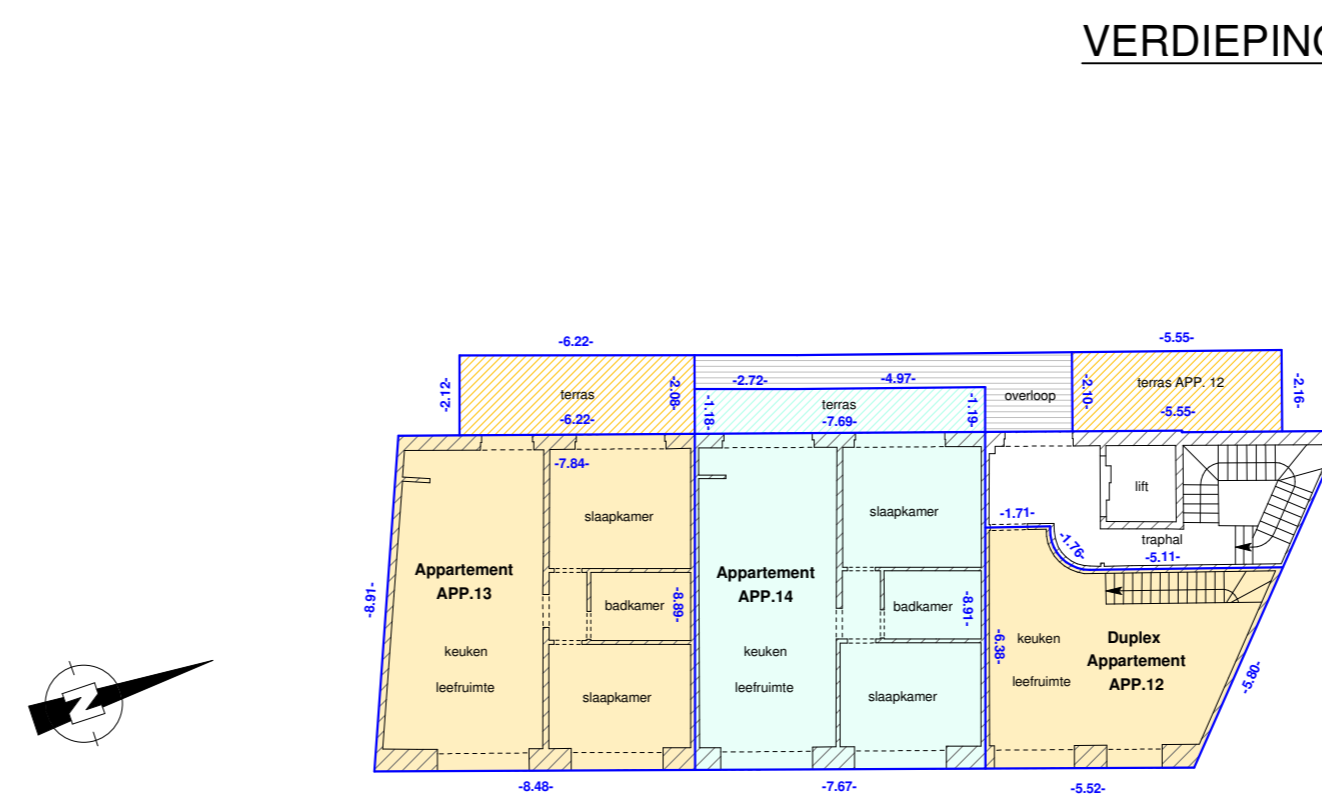 VERDIEPING
-6.22-
-5.55-
-2.12-
terras
-6.22-
-2.08-
-2.72-
-4.97-
-1.18-
terras
-7.69-
-1.19-
overloop
-2.10-
terras APP. 12
-5.55-
-2.16-
-7.84-
slaapkamer
slaapkamer
lift
-1.71-
-1.76-
traphal
-5.11-
Appartement
APP.13
-8.91-
badkamer
-8.89-
Appartement
APP.14
badkamer
-8.91-
keuken
leefruimte
slaapkamer
keuken
leefruimte
slaapkamer
-6.38-
keuken
leefruimte
Duplex
Appartement
APP.12
-5.80-
-8.48-
-7.67-
-5.52-